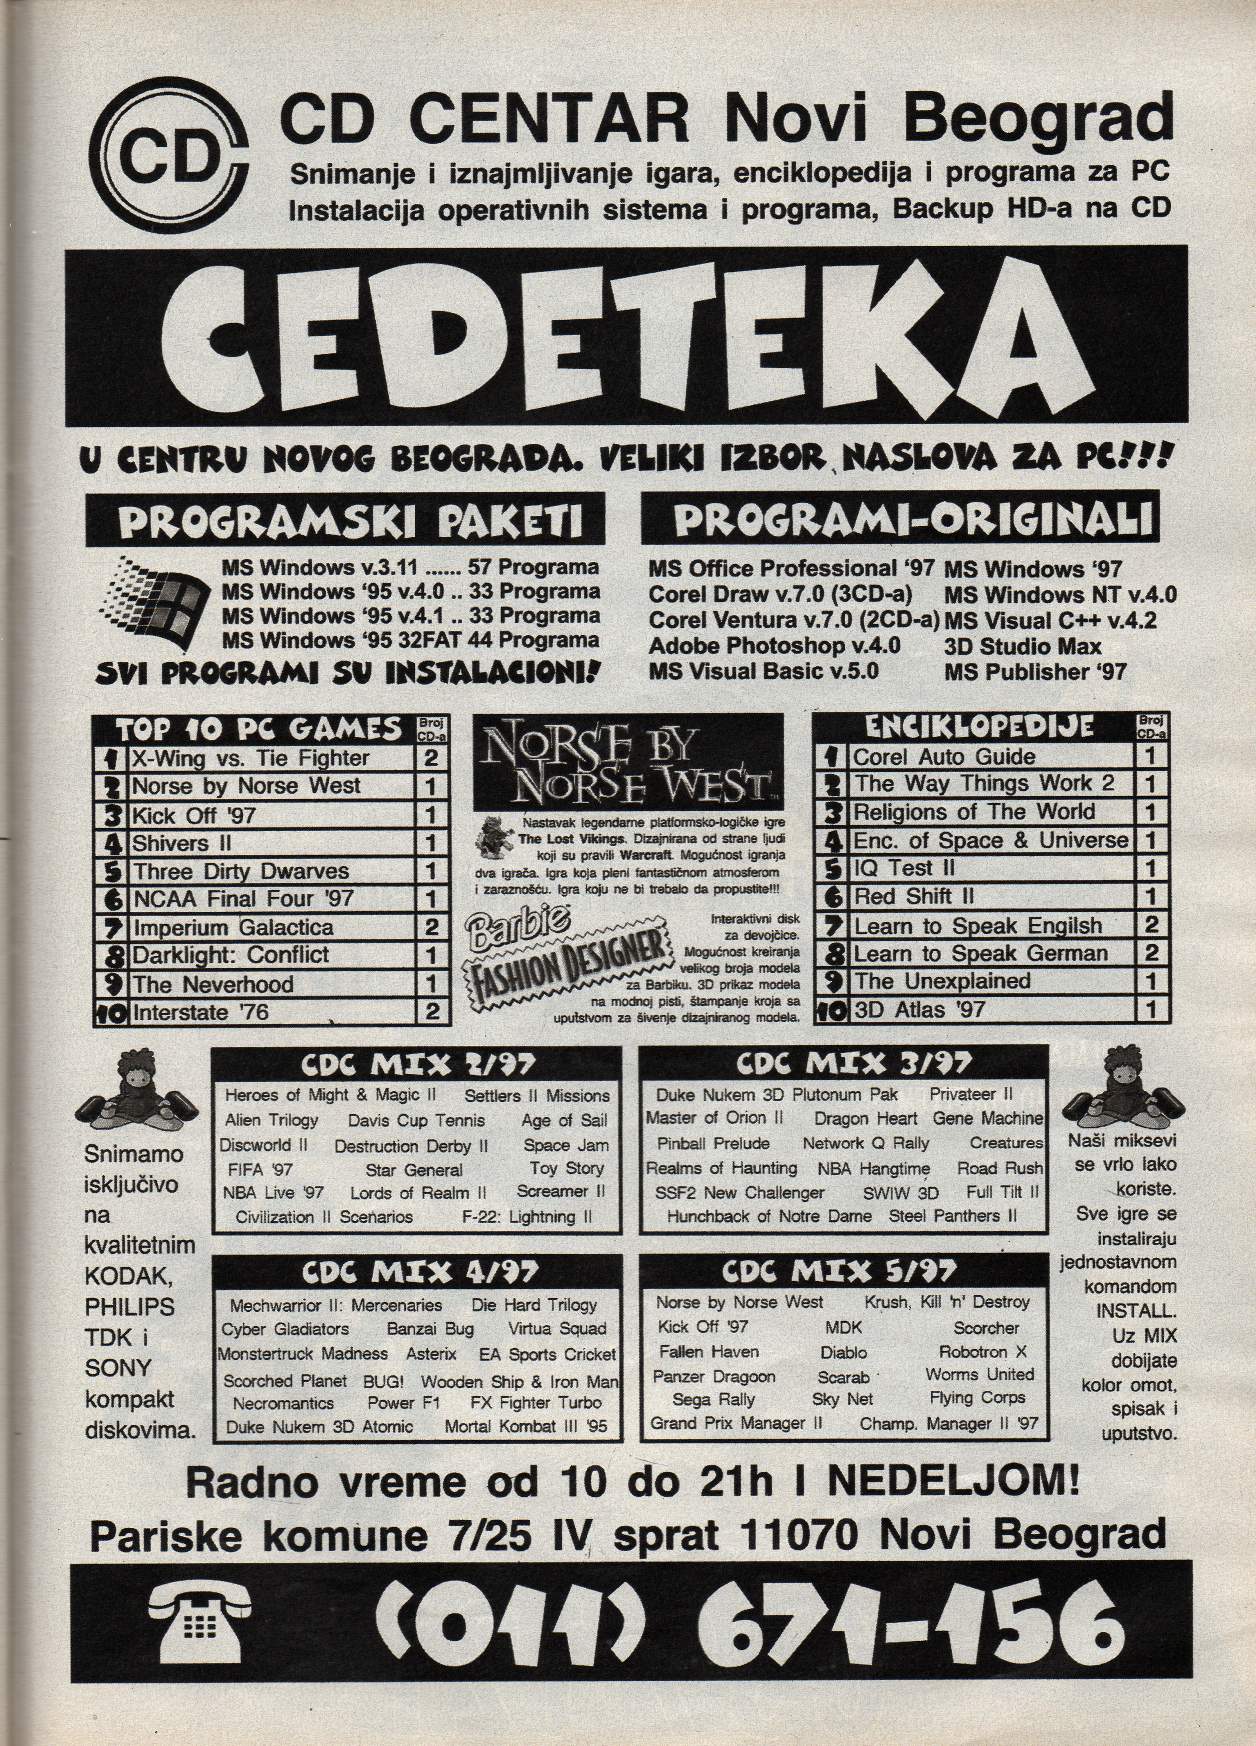 CD
CD CENTAR Novi Beograd
Snimanje i iznajmljivanje igara, enciklopedija i programa za PC
Instalacija operativnih sistema i programa, Backup HD-a na CD
CEDETEKA
U CENTRU NOVOG BEOGRADA. VELIKI IZBOR NASLOVA ZA PC!!!
PROGRAMSKI PAKETI
MS Windows v.3.11 ...... 57 Programa
MS Windows '95 v.4.0 .. 33 Programa
MS Windows '95 v.4.1 .. 33 Programa
MS Windows '95 32FAT 44 Programa
SVI PROGRAMI SU INSTALACIONI!
PROGRAMI-ORIGINALI
MS Office Professional '97 MS Windows '97
Corel Draw v.7.0 (3CD-a) MS Windows NT v.4.0
Corel Ventura v.7.0 (2CD-a) MS Visual C++ v.4.2
Adobe Photoshop v.4.0 3D Studio Max
MS Visual Basic v.5.0 MS Publisher '97
TOP 10 PC GAMES Broj CD-a
1 X-Wing vs. Tie Fighter 2
2 Norse by Norse West 1
3 Kick Off '97 1
4 Shivers II 1
5 Three Dirty Dwarves 1
6 NCAA Final Four '97 1
7 Imperium Galactica 2
8 Darklight: Conflict 1
9 The Neverhood 1
10 Interstate '76 2
NORSE BY
NORSE WEST
Nastavak legendarne platformsko-logičke igre
The Lost Vikings. Dizajnirana od strane ljudi
koji su pravili Warcraft. Mogućnost igranja
dva igrača. Igra koja pleni fantastičnom atmosferom
i zaraznošću. Igra koju ne bi trebalo da propustite!!!
Barbie
FASHION DESIGNER
Interaktivni disk
za devojčice.
Mogućnost kreiranja
velikog broja modela
za Barbiku. 3D prikaz modela
na modnoj pisti, štampanje kroja sa
uputstvom za šivenje dizajniranog modela.
ENCIKLOPEDIJE Broj CD-a
1 Corel Auto Guide 1
2 The Way Things Work 2 1
3 Religions of The World 1
4 Enc. of Space & Universe 1
5 IQ Test II 1
6 Red Shift II 1
7 Learn to Speak Engilsh 2
8 Learn to Speak German 2
9 The Unexplained 1
10 3D Atlas '97 1
Snimamo
isključivo
na
kvalitetnim
KODAK,
PHILIPS
TDK i
SONY
kompakt
diskovima.
CDC MIX 2/97
Heroes of Might & Magic II Settlers II Missions
Alien Trilogy Davis Cup Tennis Age of Sail
Discworld II Destruction Derby II Space Jam
FIFA '97 Star General Toy Story
NBA Live '97 Lords of Realm II Screamer II
Civilization II Scenarios F-22: Lightning II
CDC MIX 3/97
Duke Nukem 3D Plutonum Pak Privateer II
Master of Orion II Dragon Heart Gene Machine
Pinball Prelude Network Q Rally Creatures
Realms of Haunting NBA Hangtime Road Rush
SSF2 New Challenger SWIW 3D Full Tilt II
Hunchback of Notre Dame Steel Panthers II
CDC MIX 4/97
Mechwarrior II: Mercenaries Die Hard Trilogy
Cyber Gladiators Banzai Bug Virtua Squad
Monstertruck Madness Asterix EA Sports Cricket
Scorched Planet BUG! Wooden Ship & Iron Man
Necromantics Power F1 FX Fighter Turbo
Duke Nukem 3D Atomic Mortal Kombat III '95
CDC MIX 5/97
Norse by Norse West Krush, Kill 'n' Destroy
Kick Off '97 MDK Scorcher
Fallen Haven Diablo Robotron X
Panzer Dragoon Scarab Worms United
Sega Rally Sky Net Flying Corps
Grand Prix Manager II Champ. Manager II '97
Naši miksevi
se vrlo lako
koriste.
Sve igre se
instaliraju
jednostavnom
komandom
INSTALL.
Uz MIX
dobijate
kolor omot,
spisak i
uputstvo.
Radno vreme od 10 do 21h I NEDELJOM!
Pariske komune 7/25 IV sprat 11070 Novi Beograd
(011) 671-156